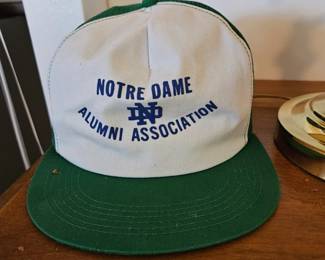 NOTRE DAME
ND
ALUMNI ASSOCIATION